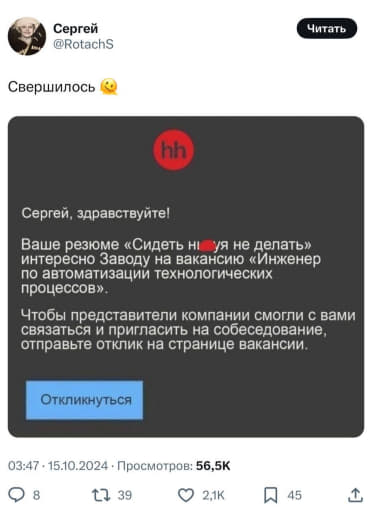 Сергей
@RotachS
Читать
Свершилось 🫠
hh
Сергей, здравствуйте!
Ваше резюме «Сидеть ни уя не делать»
интересно Заводу на вакансию «Инженер
по автоматизации технологических
процессов».
Чтобы представители компании смогли с вами
связаться и пригласить на собеседование,
отправьте отклик на странице вакансии.
Откликнуться
03:47 · 15.10.2024 · Просмотров: 56,5K
8 39 2,1K 45